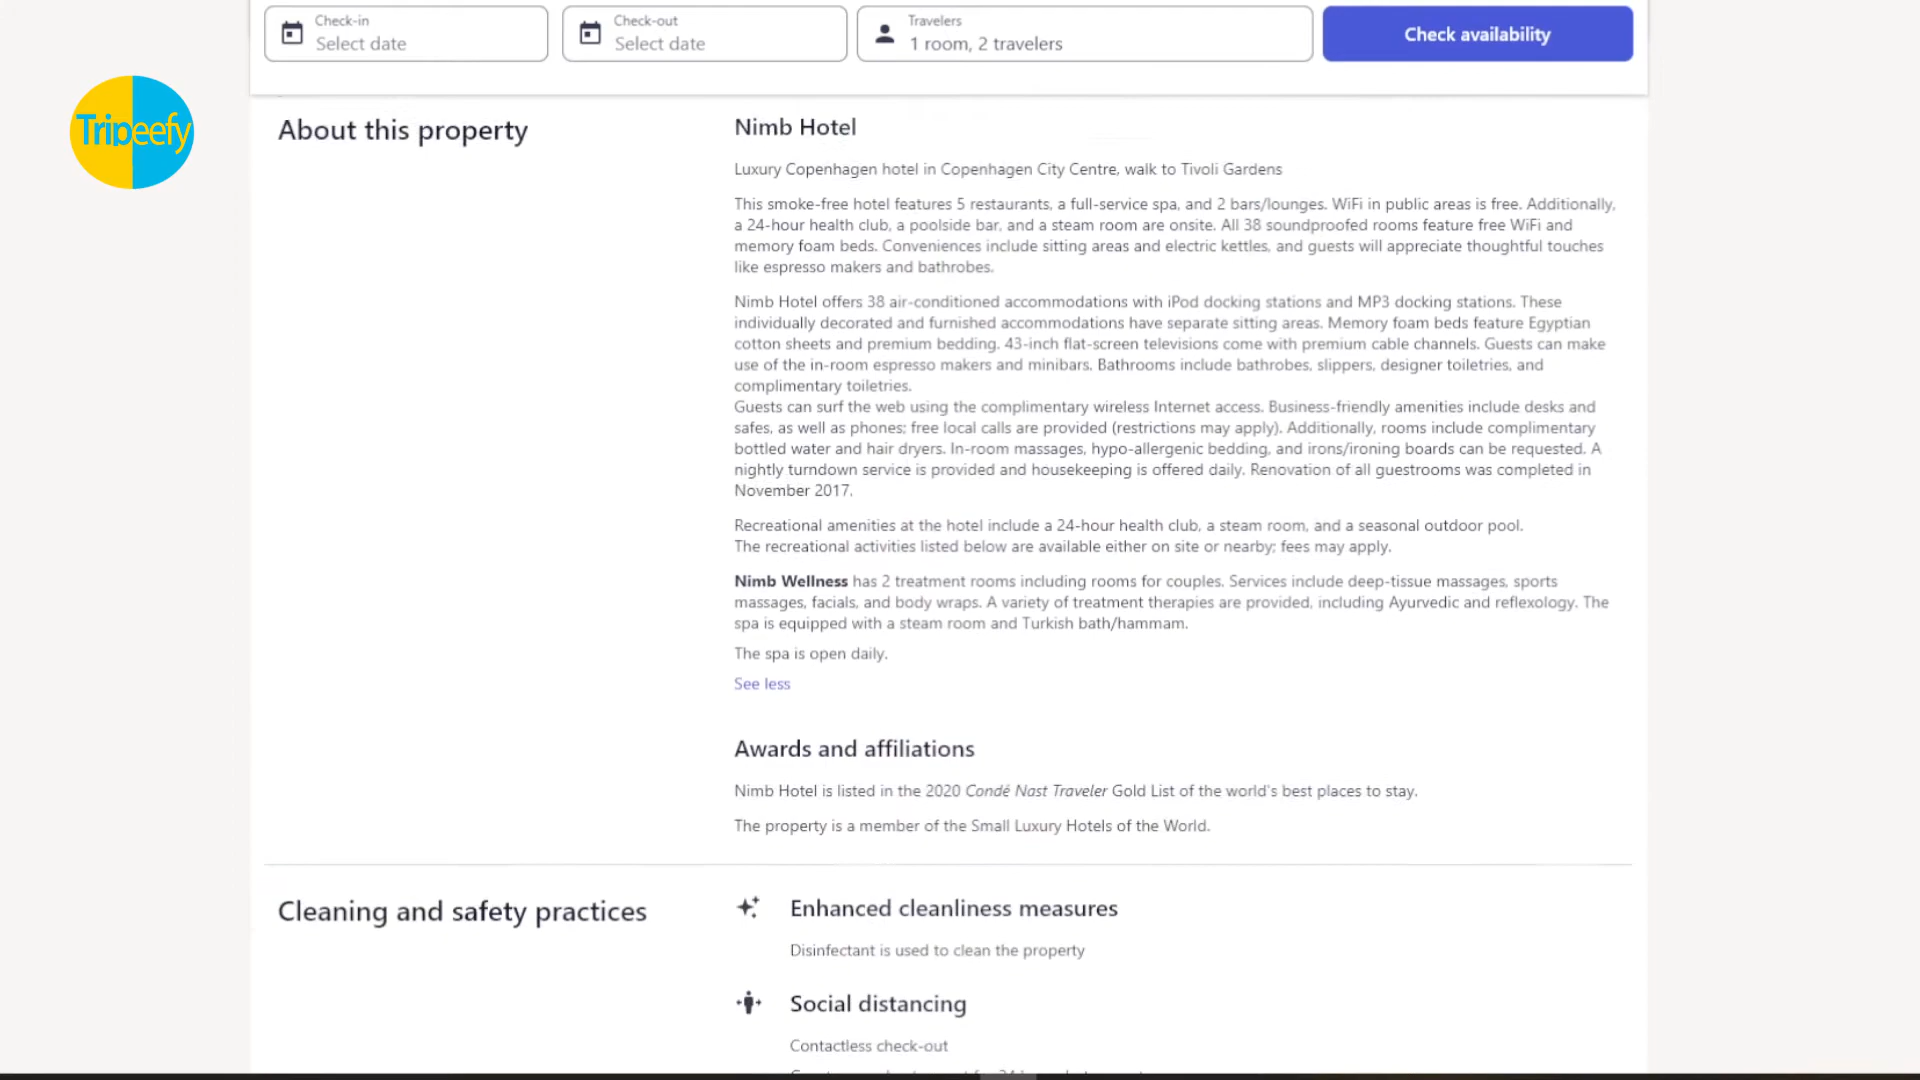 Check-in
Select date
Check-out
Select date
Travelers
1 room, 2 travelers
Check availability
Tripeefy
About this property
Nimb Hotel
Luxury Copenhagen hotel in Copenhagen City Centre, walk to Tivoli Gardens
This smoke-free hotel features 5 restaurants, a full-service spa, and 2 bars/lounges. WiFi in public areas is free. Additionally,
a 24-hour health club, a poolside bar, and a steam room are onsite. All 38 soundproofed rooms feature free WiFi and
memory foam beds. Conveniences include sitting areas and electric kettles, and guests will appreciate thoughtful touches
like espresso makers and bathrobes.
Nimb Hotel offers 38 air-conditioned accommodations with iPod docking stations and MP3 docking stations. These
individually decorated and furnished accommodations have separate sitting areas. Memory foam beds feature Egyptian
cotton sheets and premium bedding. 43-inch flat-screen televisions come with premium cable channels. Guests can make
use of the in-room espresso makers and minibars. Bathrooms include bathrobes, slippers, designer toiletries, and
complimentary toiletries.
Guests can surf the web using the complimentary wireless Internet access. Business-friendly amenities include desks and
safes, as well as phones; free local calls are provided (restrictions may apply). Additionally, rooms include complimentary
bottled water and hair dryers. In-room massages, hypo-allergenic bedding, and irons/ironing boards can be requested. A
nightly turndown service is provided and housekeeping is offered daily. Renovation of all guestrooms was completed in
November 2017.
Recreational amenities at the hotel include a 24-hour health club, a steam room, and a seasonal outdoor pool.
The recreational activities listed below are available either on site or nearby; fees may apply.
Nimb Wellness has 2 treatment rooms including rooms for couples. Services include deep-tissue massages, sports
massages, facials, and body wraps. A variety of treatment therapies are provided, including Ayurvedic and reflexology. The
spa is equipped with a steam room and Turkish bath/hammam.
The spa is open daily.
See less
Awards and affiliations
Nimb Hotel is listed in the 2020 Condé Nast Traveler Gold List of the world's best places to stay.
The property is a member of the Small Luxury Hotels of the World.
Cleaning and safety practices
Enhanced cleanliness measures
Disinfectant is used to clean the property
Social distancing
Contactless check-out